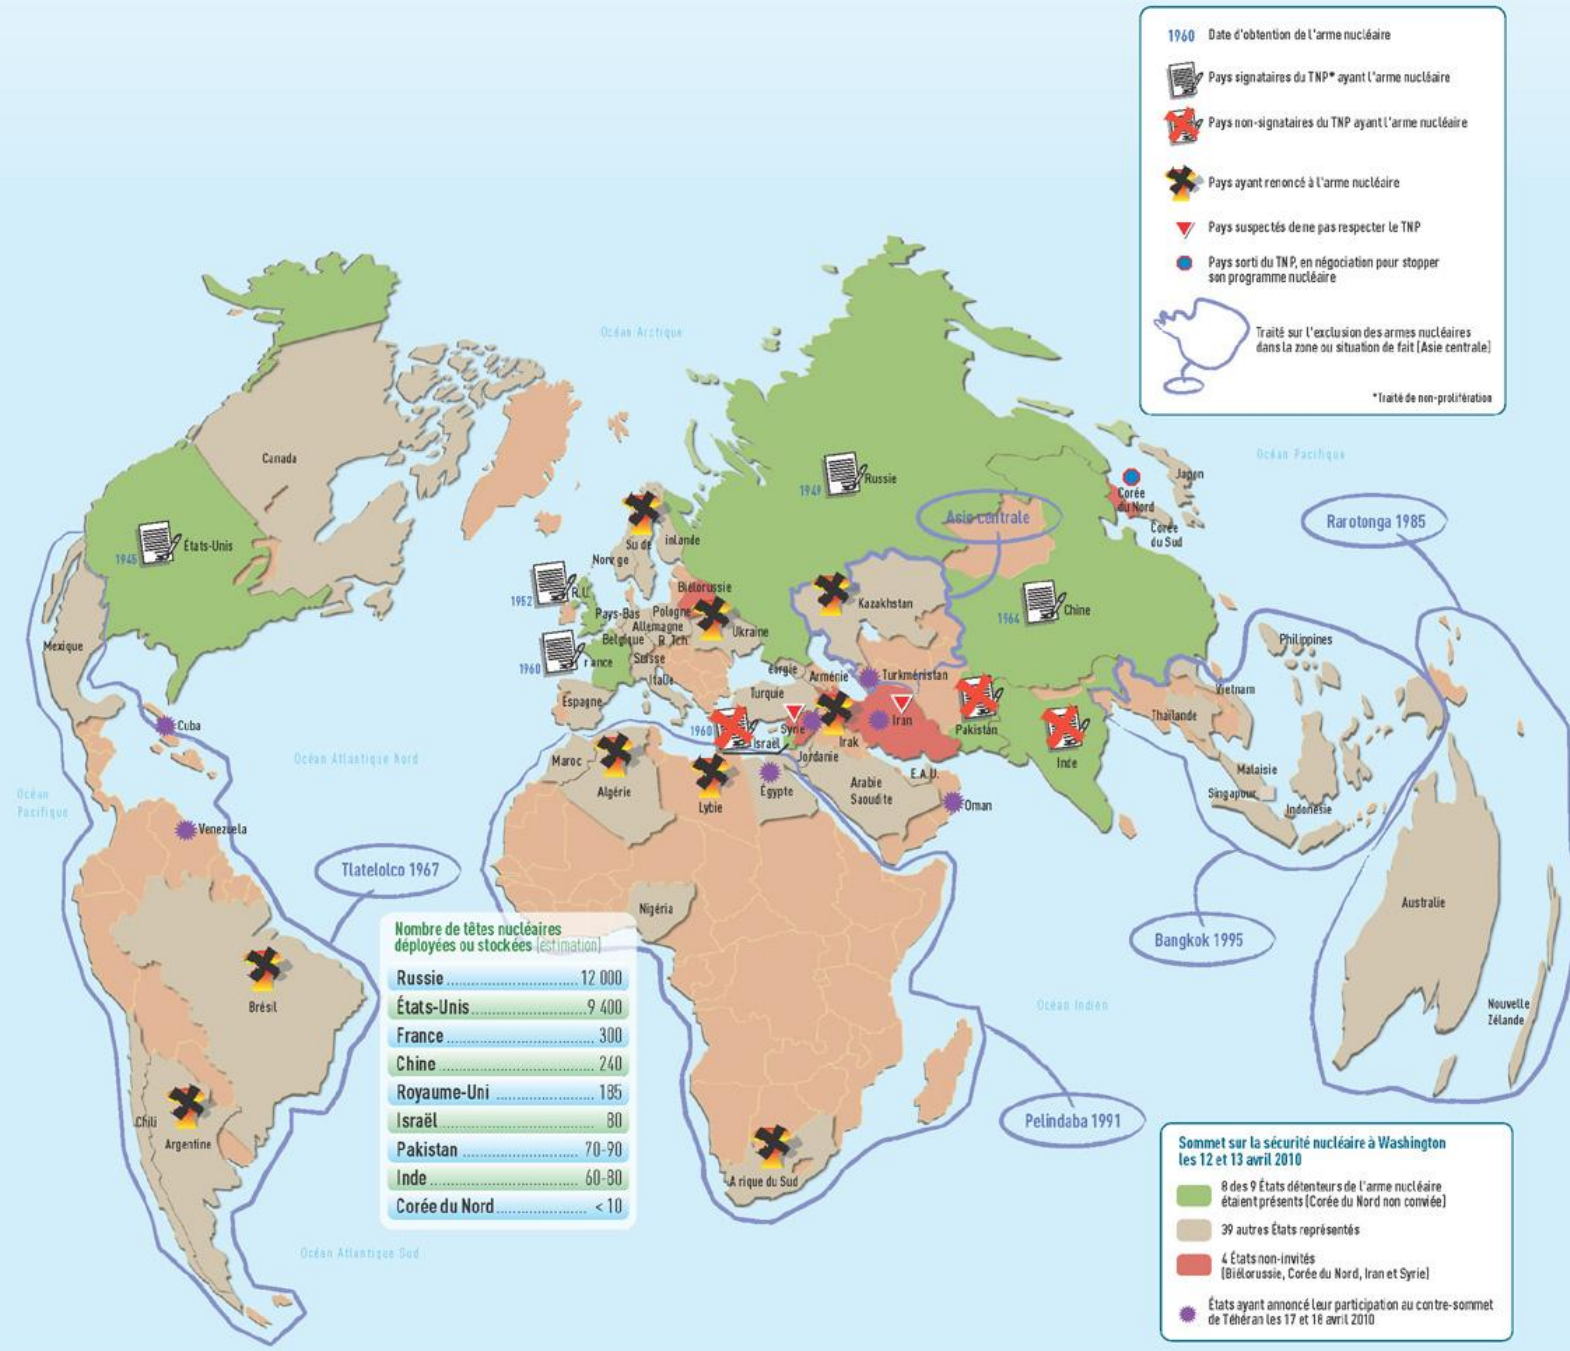 1960 Date d'obtention de l'arme nucléaire
Pays signataires du TNP* ayant l'arme nucléaire
Pays non-signataires du TNP ayant l'arme nucléaire
Pays ayant renoncé à l'arme nucléaire
Pays suspectés de ne pas respecter le TNP
Pays sorti du TNP, en négociation pour stopper
son programme nucléaire
Traité sur l'exclusion des armes nucléaires
dans la zone ou situation de fait (Asie centrale)
*Traité de non-prolifération
Océan Arctique
Océan Pacifique
Canada
Russie
1949
Japon
Corée
du Nord
Corée
du Sud
Asie centrale
Rarotonga 1985
États-Unis
1945
Su de
inlande
Norv ge
1952
R.U.
Biélorussie
Pays-Bas
Pologne
Allemagne
Belgique
R. Tch.
Ukraine
Kazakhstan
1964
Chine
Mexique
1960
rance
Suisse
Italie
Espagne
éorgie
Arménie
Turkménistan
Turquie
Philippines
Vietnam
Thaïlande
Cuba
1960
Israël
Syrie
Irak
Iran
Pakistan
Inde
Jordanie
Océan Atlantique Nord
Maroc
Algérie
Lybie
Égypte
Arabie
Saoudite
E.A.U.
Oman
Malaisie
Singapour
Indonésie
Océan
Pacifique
Venezuela
Tlatelolco 1967
Nigéria
Australie
Bangkok 1995
Nouvelle
Zélande
Océan Indien
Brésil
Chili
Argentine
Pelindaba 1991
A rique du Sud
Océan Atlantique Sud
Nombre de têtes nucléaires
déployées ou stockées (estimation)
Russie .............................. 12 000
États-Unis .......................... 9 400
France .................................. 300
Chine .................................... 240
Royaume-Uni ...................... 185
Israël .................................... 80
Pakistan .......................... 70-90
Inde .................................. 60-80
Corée du Nord ..................... < 10
Sommet sur la sécurité nucléaire à Washington
les 12 et 13 avril 2010
8 des 9 États détenteurs de l'arme nucléaire
étaient présents (Corée du Nord non conviée)
39 autres États représentés
4 États non-invités
(Biélorussie, Corée du Nord, Iran et Syrie)
États ayant annoncé leur participation au contre-sommet
de Téhéran les 17 et 18 avril 2010